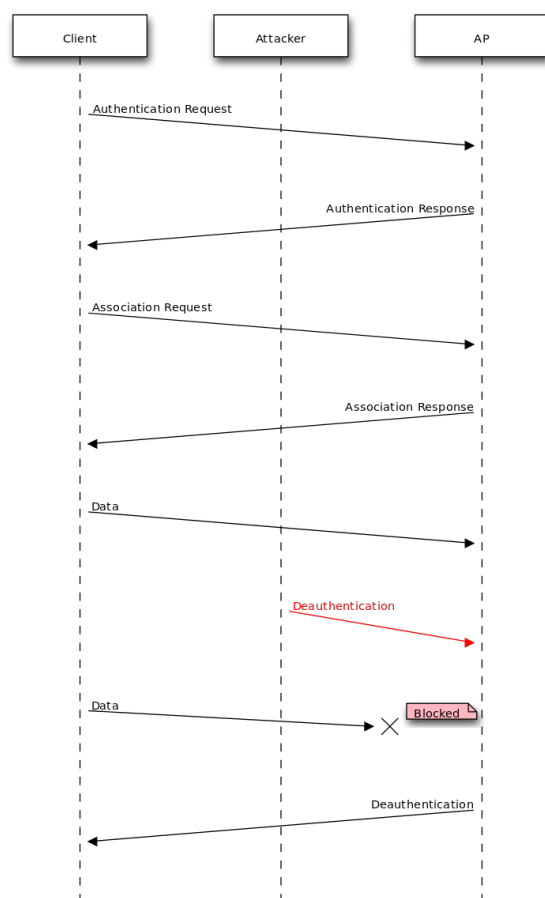 Client
Attacker
AP
Authentication Request
Authentication Response
Association Request
Association Response
Data
Deauthentication
Data
Blocked
Deauthentication